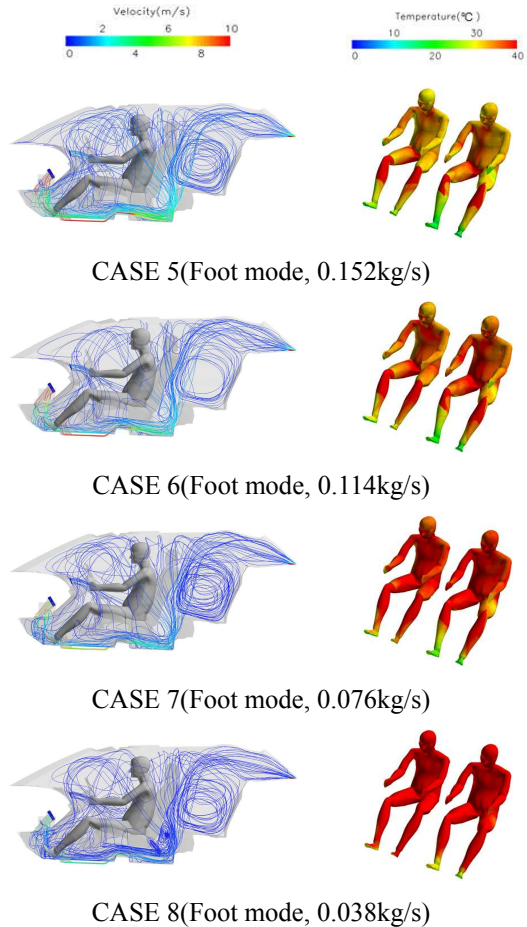 Velocity(m/s)
0 2 4 6 8 10
Temperature(℃)
0 10 20 30 40
CASE 5(Foot mode, 0.152kg/s)
CASE 6(Foot mode, 0.114kg/s)
CASE 7(Foot mode, 0.076kg/s)
CASE 8(Foot mode, 0.038kg/s)